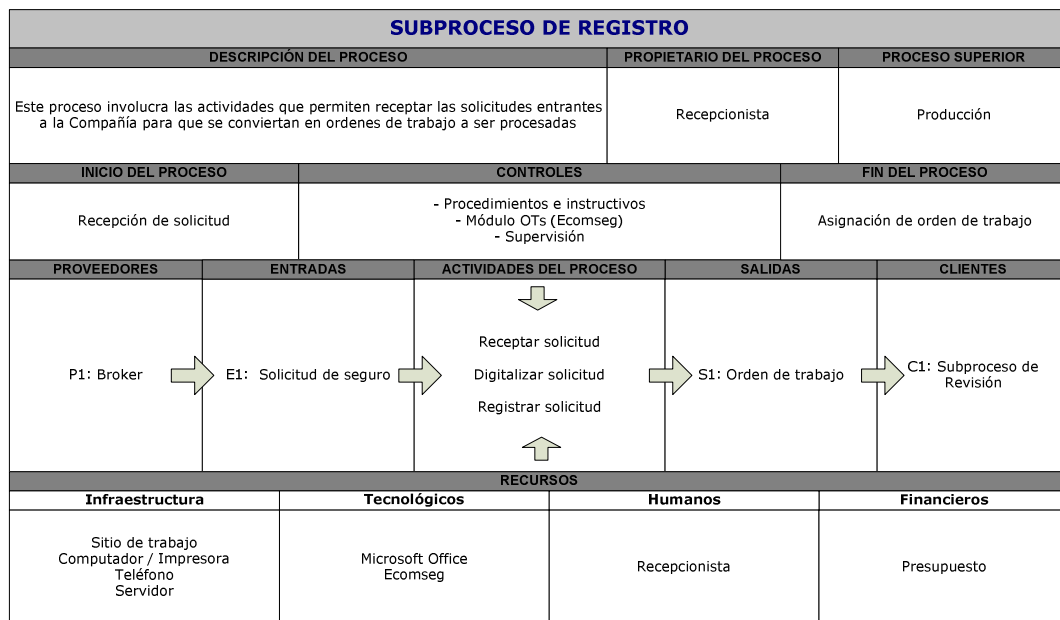 SUBPROCESO DE REGISTRO
DESCRIPCIÓN DEL PROCESO
PROPIETARIO DEL PROCESO
PROCESO SUPERIOR
Este proceso involucra las actividades que permiten receptar las solicitudes entrantes
a la Compañía para que se conviertan en ordenes de trabajo a ser procesadas
Recepcionista
Producción
INICIO DEL PROCESO
CONTROLES
FIN DEL PROCESO
Recepción de solicitud
- Procedimientos e instructivos
- Módulo OTs (Ecomseg)
- Supervisión
Asignación de orden de trabajo
PROVEEDORES
ENTRADAS
ACTIVIDADES DEL PROCESO
SALIDAS
CLIENTES
P1: Broker
E1: Solicitud de seguro
Receptar solicitud
Digitalizar solicitud
Registrar solicitud
S1: Orden de trabajo
C1: Subproceso de
Revisión
RECURSOS
Infraestructura
Tecnológicos
Humanos
Financieros
Sitio de trabajo
Computador / Impresora
Teléfono
Servidor
Microsoft Office
Ecomseg
Recepcionista
Presupuesto